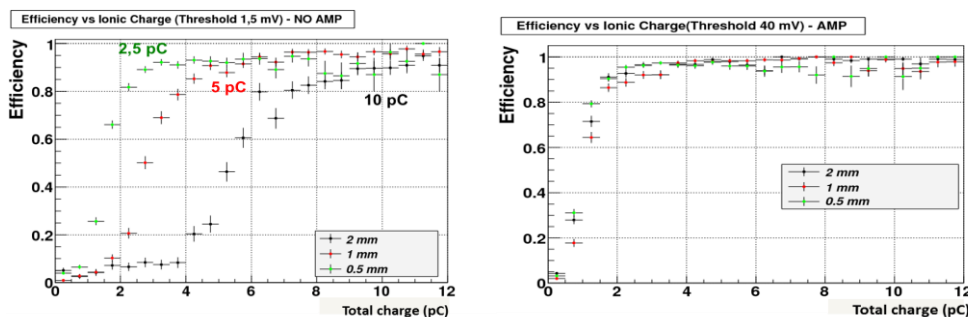 Efficiency vs Ionic Charge (Threshold 1,5 mV) - NO AMP
Efficiency
1
0.8
0.6
0.4
0.2
0
0 2 4 6 8 10 12
Total charge (pC)
2,5 pC
5 pC
10 pC
2 mm
1 mm
0.5 mm
Efficiency vs Ionic Charge(Threshold 40 mV) - AMP
Efficiency
1
0.8
0.6
0.4
0.2
0
0 2 4 6 8 10 12
Total charge (pC)
2 mm
1 mm
0.5 mm